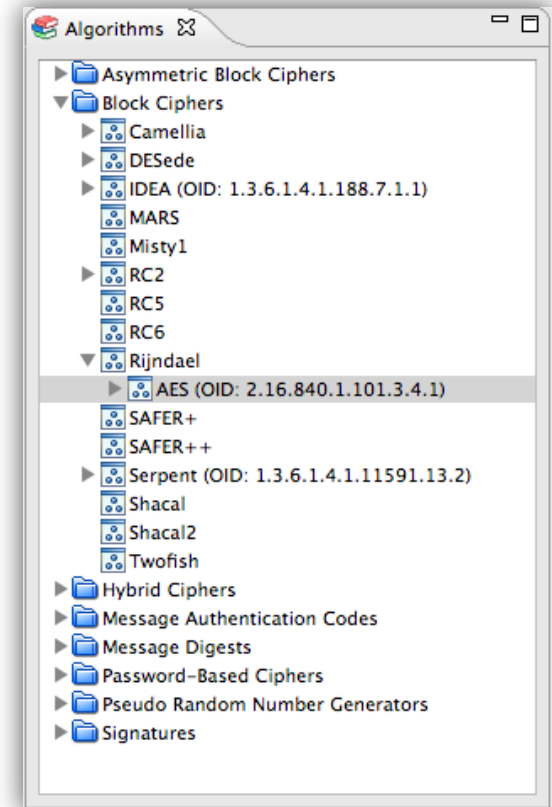 Algorithms
Asymmetric Block Ciphers
Block Ciphers
Camellia
DESede
IDEA (OID: 1.3.6.1.4.1.188.7.1.1)
MARS
Misty1
RC2
RC5
RC6
Rijndael
AES (OID: 2.16.840.1.101.3.4.1)
SAFER+
SAFER++
Serpent (OID: 1.3.6.1.4.1.11591.13.2)
Shacal
Shacal2
Twofish
Hybrid Ciphers
Message Authentication Codes
Message Digests
Password-Based Ciphers
Pseudo Random Number Generators
Signatures